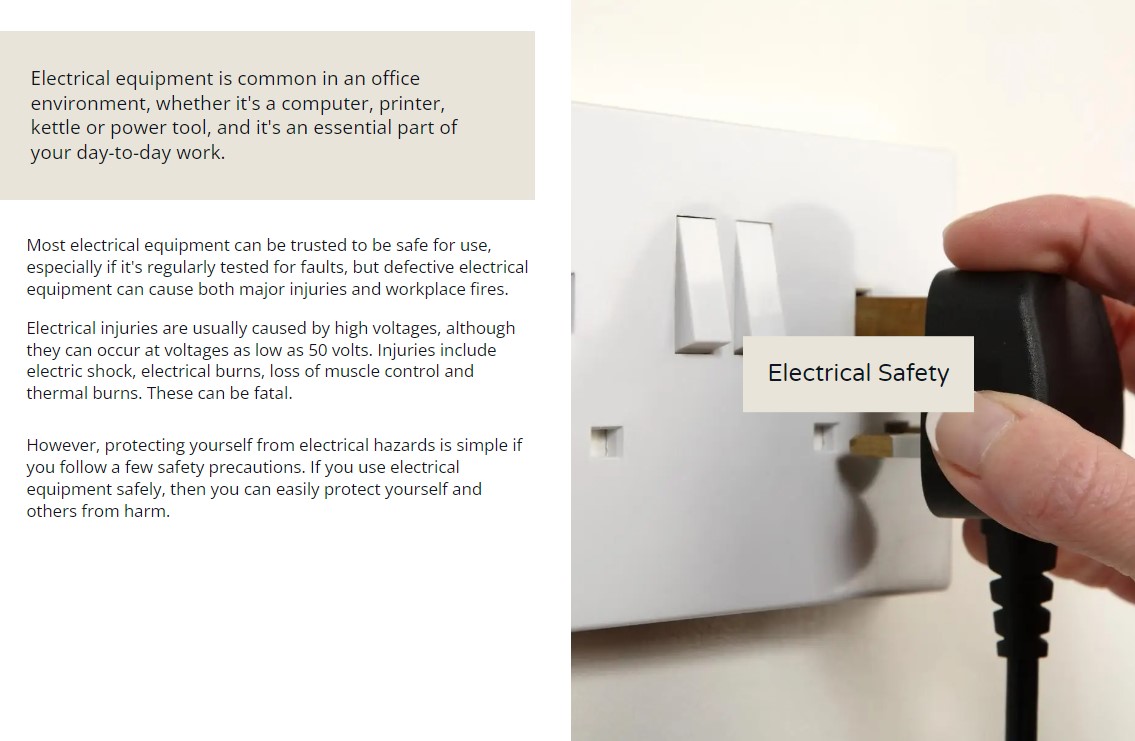 Electrical equipment is common in an office
environment, whether it's a computer, printer,
kettle or power tool, and it's an essential part of
your day-to-day work.
Most electrical equipment can be trusted to be safe for use,
especially if it's regularly tested for faults, but defective electrical
equipment can cause both major injuries and workplace fires.
Electrical injuries are usually caused by high voltages, although
they can occur at voltages as low as 50 volts. Injuries include
electric shock, electrical burns, loss of muscle control and
thermal burns. These can be fatal.
However, protecting yourself from electrical hazards is simple if
you follow a few safety precautions. If you use electrical
equipment safely, then you can easily protect yourself and
others from harm.
Electrical Safety